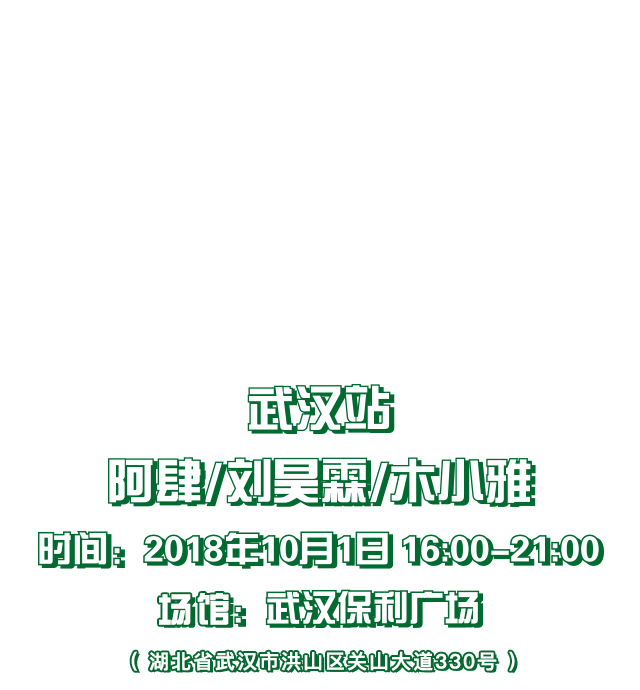 武汉站
阿肆/刘昊霖/木小雅
时间：2018年10月1日 16:00-21:00
场馆：武汉保利广场
（ 湖北省武汉市洪山区关山大道330号 ）